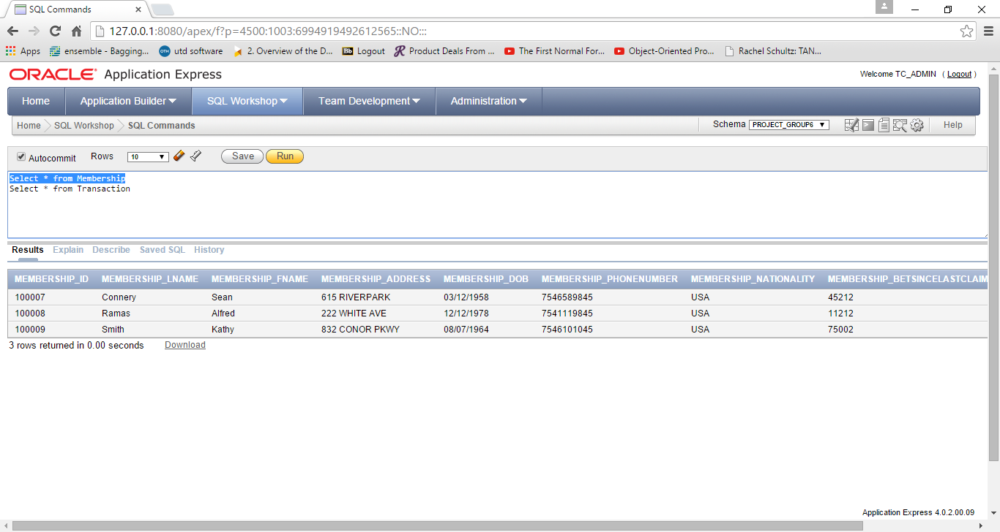 SQL Commands
127.0.0.1:8080/apex/f?p=4500:1003:6994919492612565::NO:::
Apps ensemble - Bagging... OTN utd software 2. Overview of the D... Bb Logout R Product Deals From ... The First Normal For... Object-Oriented Pro... Rachel Schultz: TAN...
ORACLE Application Express Welcome TC_ADMIN ( Logout )
Home Application Builder SQL Workshop Team Development Administration
Home SQL Workshop SQL Commands Schema PROJECT_GROUP6 Help
Autocommit Rows 10 Save Run
Select * from Membership
Select * from Transaction
Results Explain Describe Saved SQL History
MEMBERSHIP_ID MEMBERSHIP_LNAME MEMBERSHIP_FNAME MEMBERSHIP_ADDRESS MEMBERSHIP_DOB MEMBERSHIP_PHONENUMBER MEMBERSHIP_NATIONALITY MEMBERSHIP_BETSINCELASTCLAIM
100007 Connery Sean 615 RIVERPARK 03/12/1958 7546589845 USA 45212
100008 Ramas Alfred 222 WHITE AVE 12/12/1978 7541119845 USA 11212
100009 Smith Kathy 832 CONOR PKWY 08/07/1964 7546101045 USA 75002
3 rows returned in 0.00 seconds Download
Application Express 4.0.2.00.09